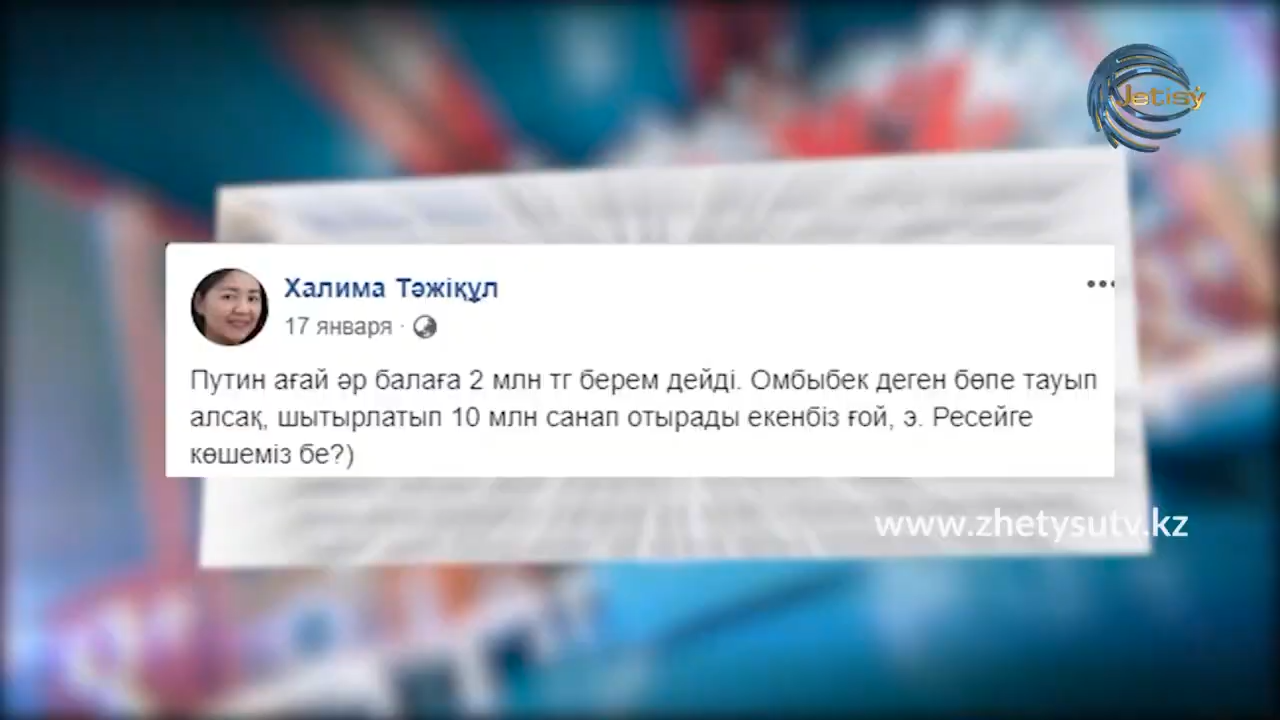 Jetisý
Халима Тәжіқұл
17 января ·
Путин ағай әр балаға 2 млн тг берем дейді. Омбыбек деген бөпе тауып
алсақ, шытырлатып 10 млн санап отырады екенбіз ғой, э. Ресейге
көшеміз бе?)
www.zhetysutv.kz